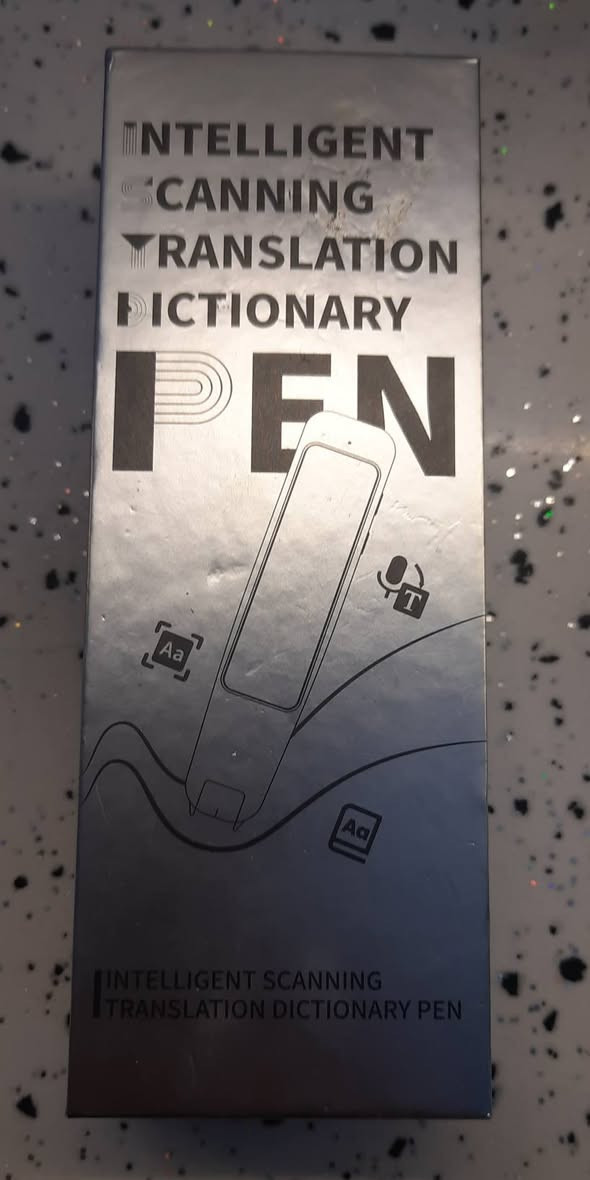 INTELLIGENT
SCANNING
TRANSLATION
DICTIONARY
PEN
T
Aa
Aa
INTELLIGENT SCANNING
TRANSLATION DICTIONARY PEN